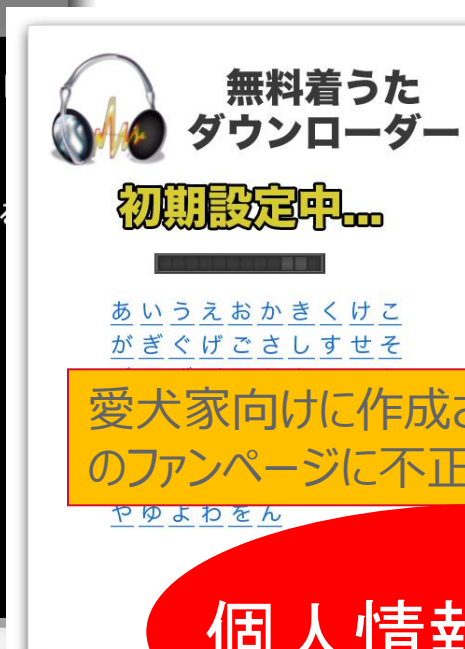 無料着うた
ダウンローダー
初期設定中...
あ い う え お か き く け こ
が ぎ ぐ げ ご さ し す せ そ
愛犬家向けに作成さ
のファンページに不正
や ゆ よ わ を ん
個人情報